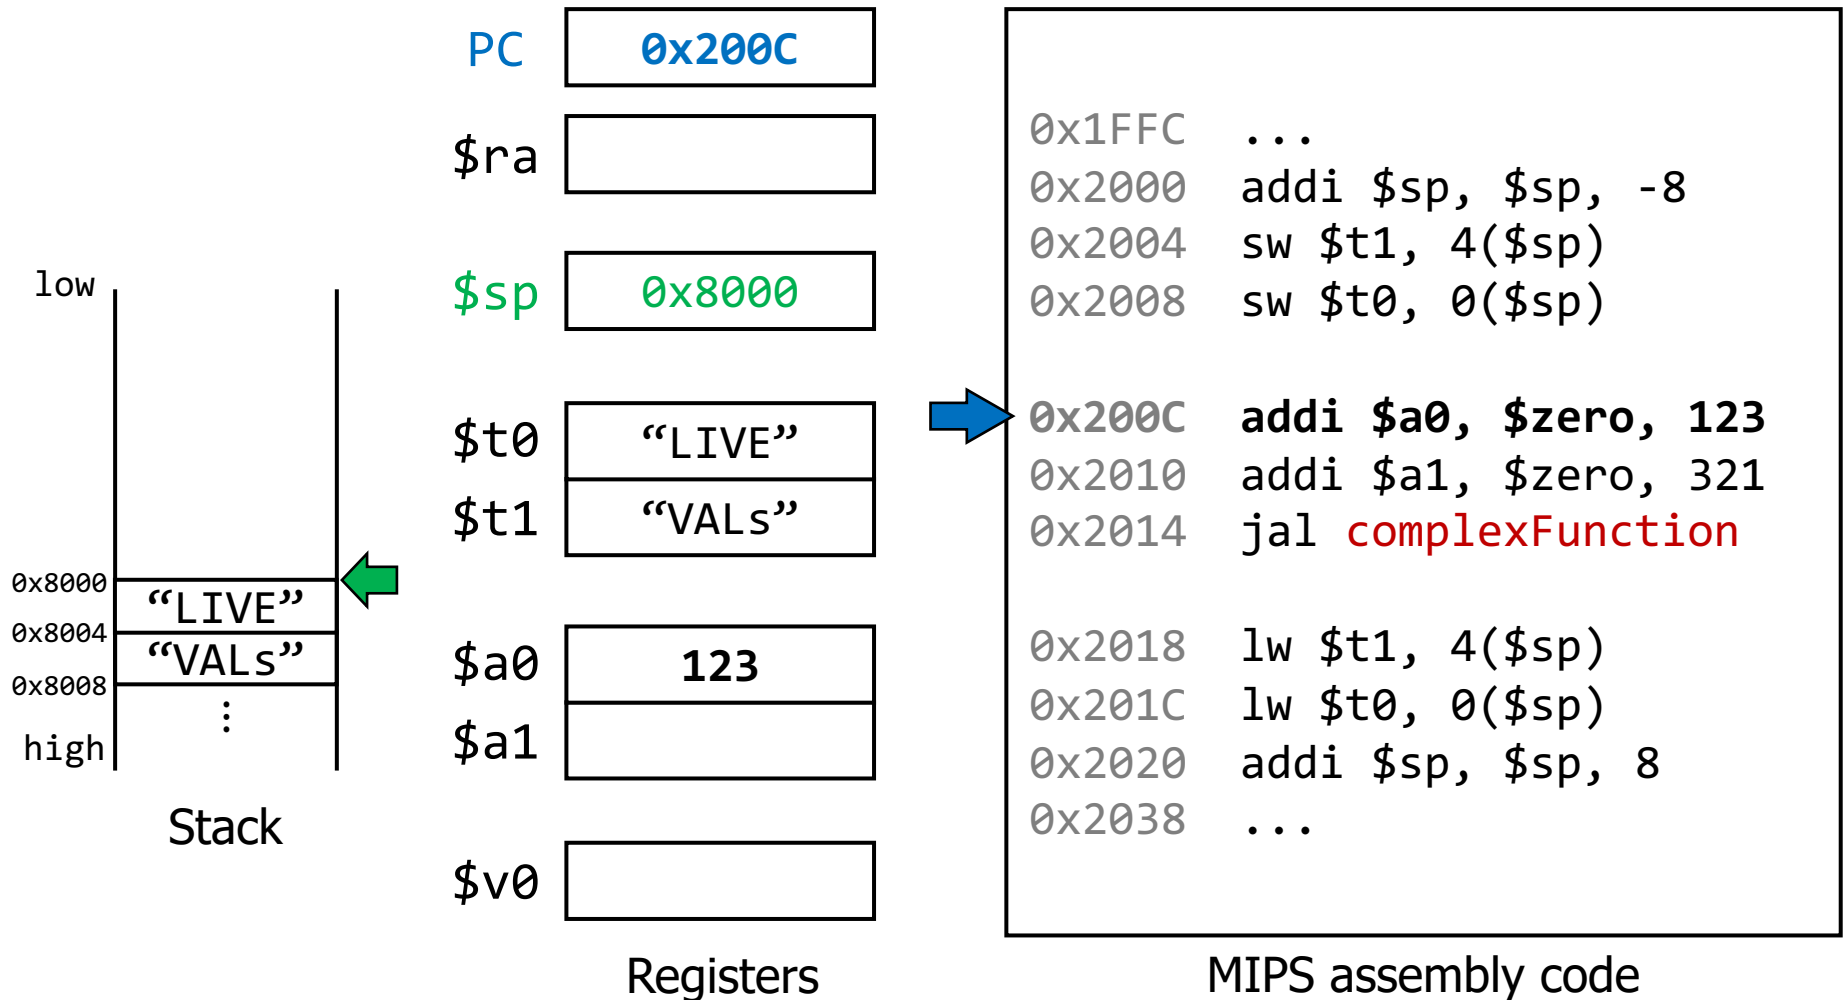 PC 0x200C
$ra
$sp 0x8000
$t0 “LIVE”
$t1 “VALs”
$a0 123
$a1
$v0
Registers
low
0x8000
“LIVE”
0x8004
“VALs”
0x8008
⋮
high
Stack
0x1FFC ...
0x2000 addi $sp, $sp, -8
0x2004 sw $t1, 4($sp)
0x2008 sw $t0, 0($sp)
0x200C addi $a0, $zero, 123
0x2010 addi $a1, $zero, 321
0x2014 jal complexFunction
0x2018 lw $t1, 4($sp)
0x201C lw $t0, 0($sp)
0x2020 addi $sp, $sp, 8
0x2038 ...
MIPS assembly code